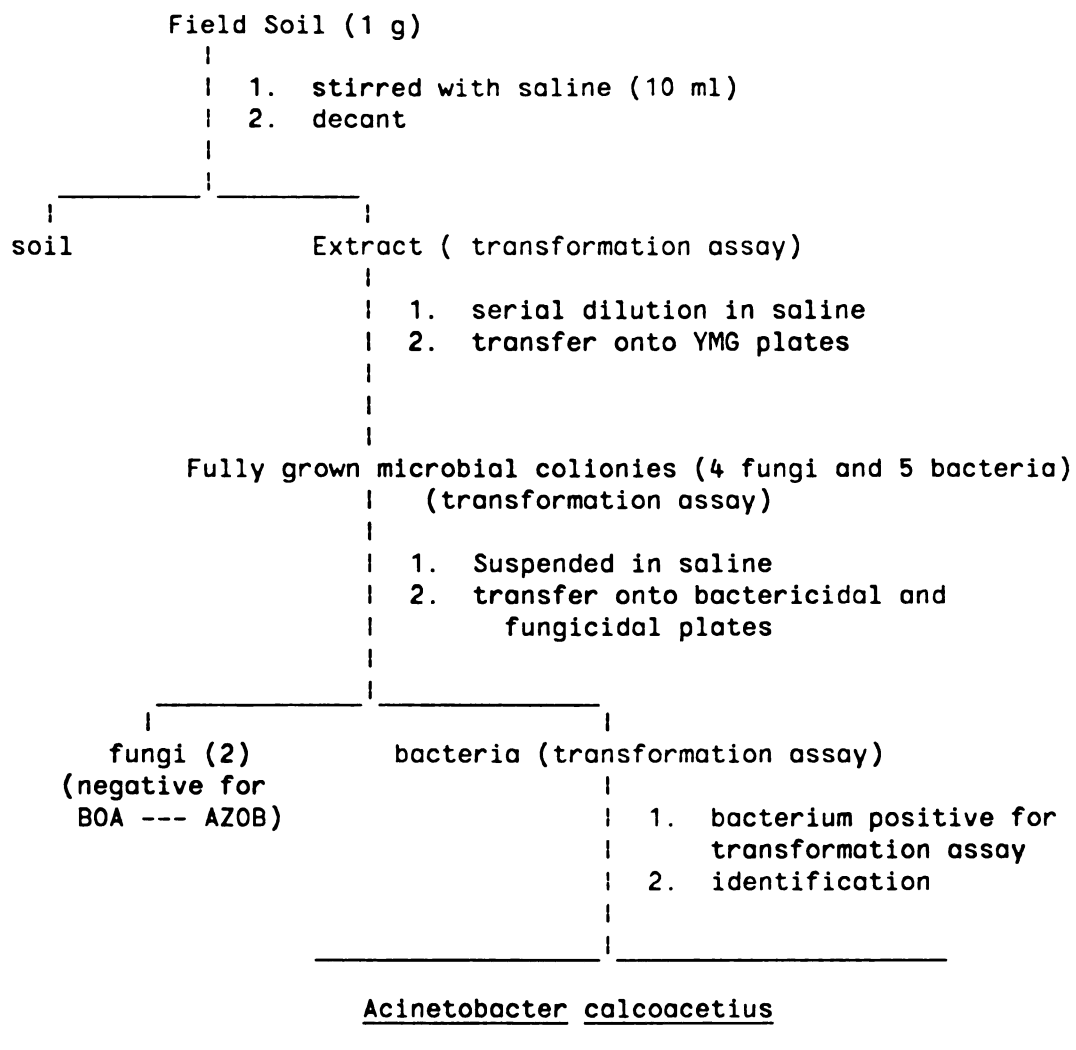 Field Soil (1 g)
1. stirred with saline (10 ml)
2. decant
soil Extract ( transformation assay)
1. serial dilution in saline
2. transfer onto YMG plates
Fully grown microbial colionies (4 fungi and 5 bacteria)
(transformation assay)
1. Suspended in saline
2. transfer onto bactericidal and
fungicidal plates
fungi (2) bacteria (transformation assay)
(negative for
BOA --- AZOB)
1. bacterium positive for
transformation assay
2. identification
Acinetobacter calcoacetius